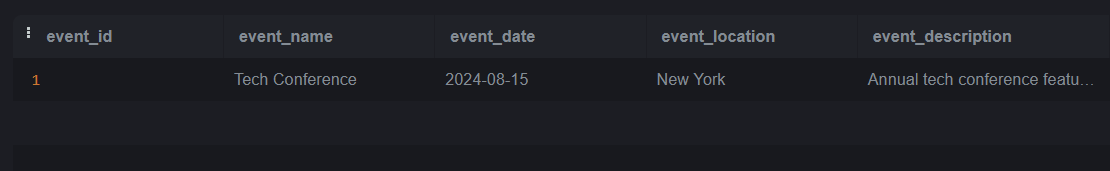 event_id event_name event_date event_location event_description
1 Tech Conference 2024-08-15 New York Annual tech conference featu…